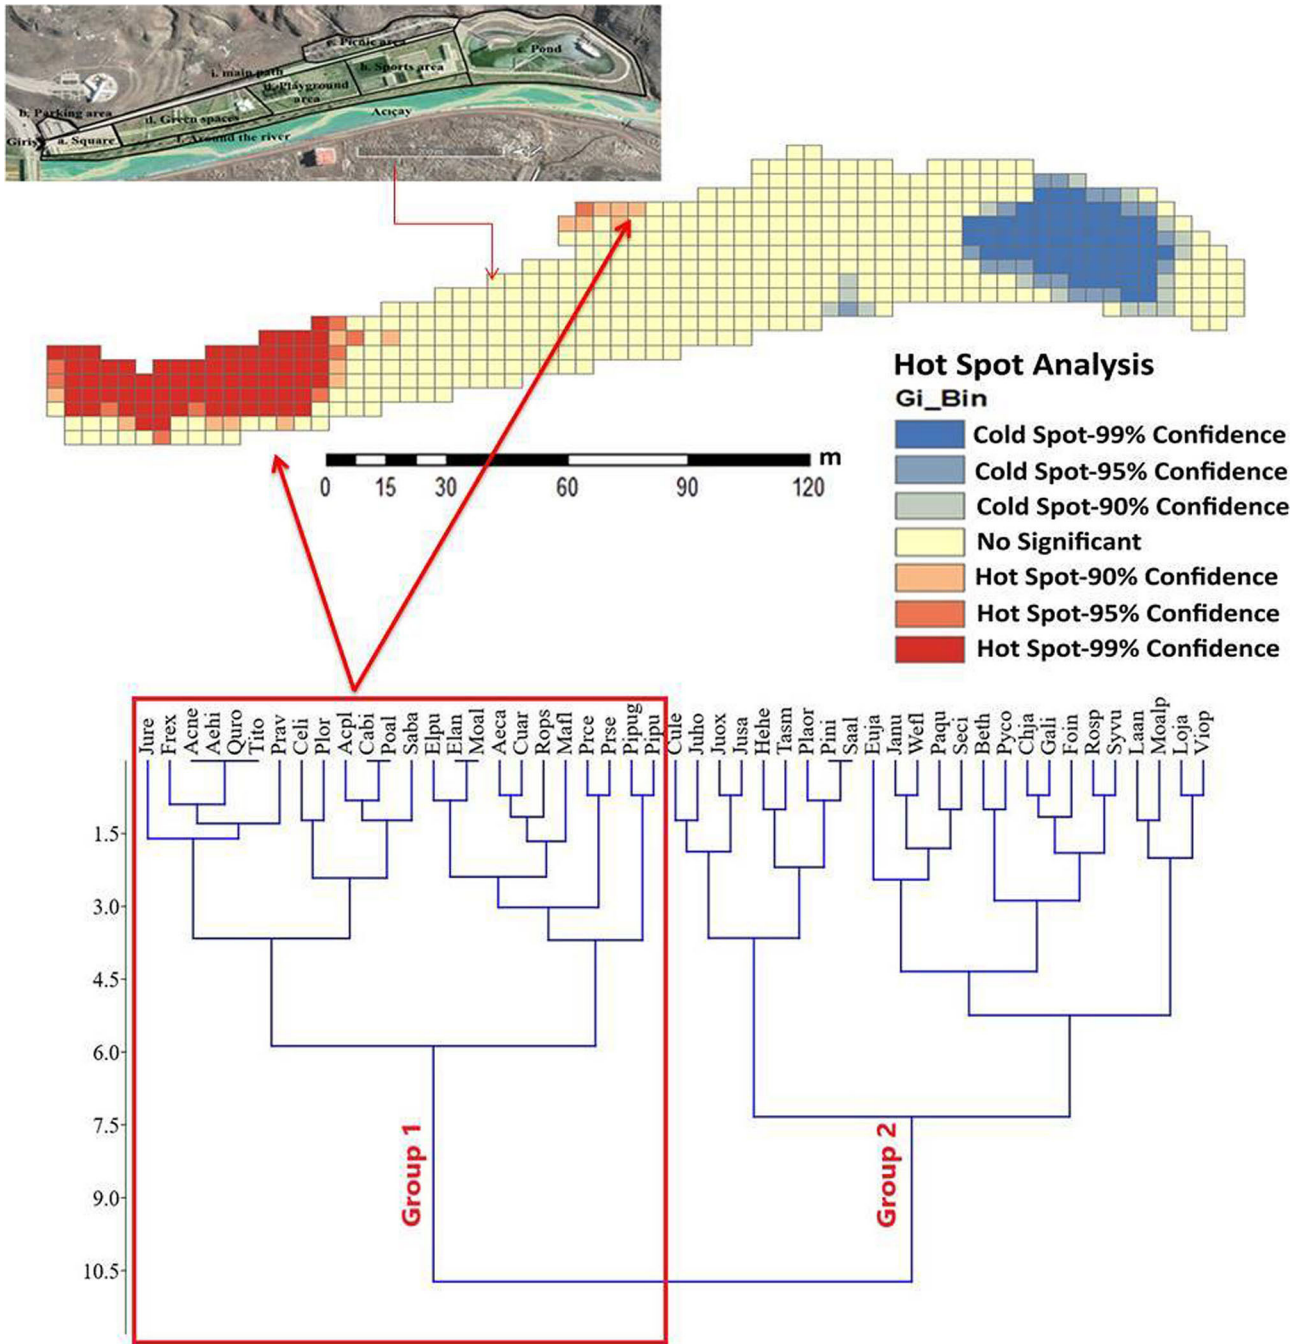 e. Picnic area
c. Pond
h. Sports area
i. main path
g. Playground
area
b. Parking area
d. Green spaces
Acıçay
Giriş
a. Square
f. Around the river
Hot Spot Analysis
Gi_Bin
Cold Spot-99% Confidence
Cold Spot-95% Confidence
Cold Spot-90% Confidence
No Significant
Hot Spot-90% Confidence
Hot Spot-95% Confidence
Hot Spot-99% Confidence
m
0 15 30 60 90 120
Jure Frex Acne Aehi Quro Tito Prav Celi Plor Acpl Cabi Poal Saba Elpu Elan Moal Aeca Cuar Rops Mafl Prce Prse Pipug Pipu Cule Juho Juox Jusa Hehe Tasm Plaor Pini Saal Euja Janu Wefl Paqu Seci Beth Pyco Chja Gali Foin Rosp Syvu Laan Moalp Loja Viop
1.5
3.0
4.5
6.0
7.5
9.0
10.5
Group 1
Group 2